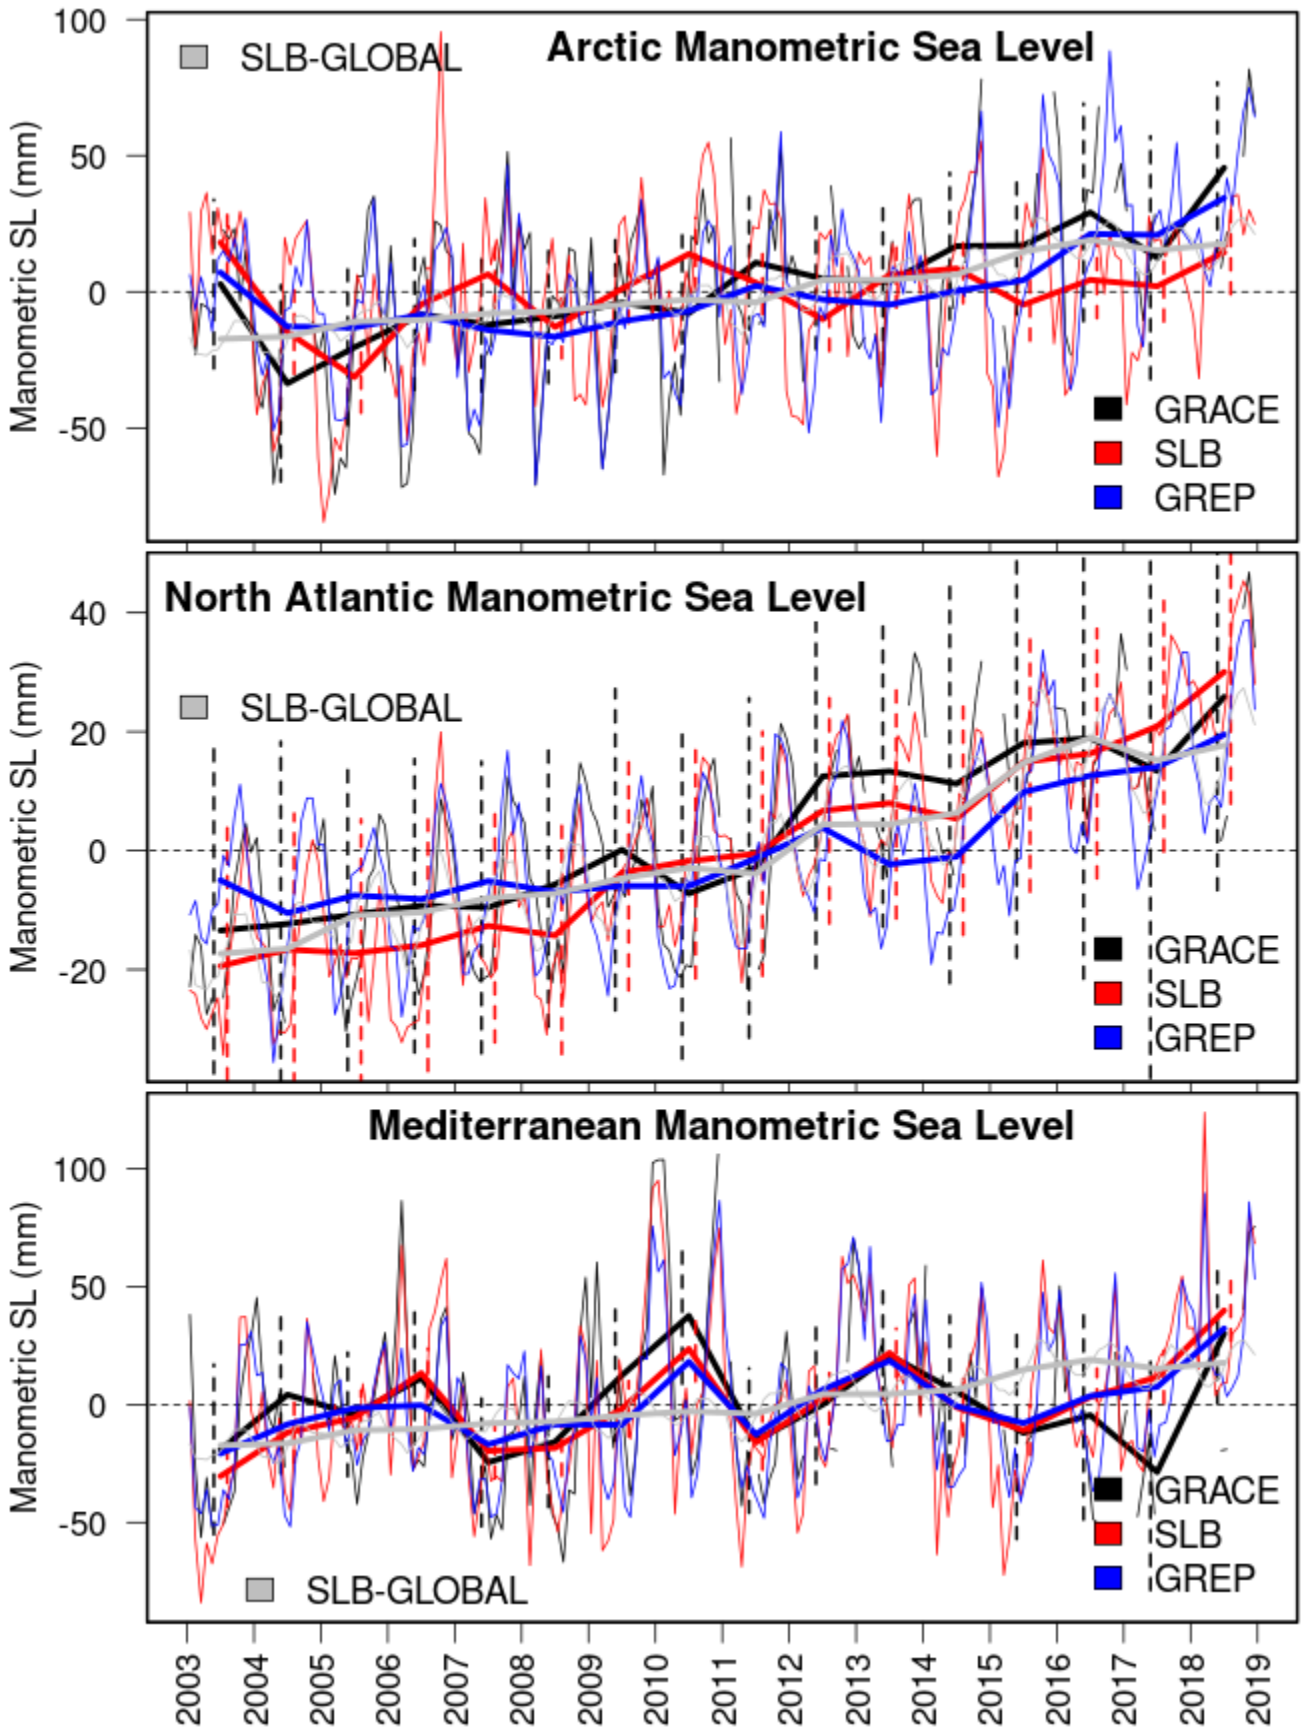 Arctic Manometric Sea Level
SLB-GLOBAL
Manometric SL (mm)
100
50
0
-50
GRACE
SLB
GREP
North Atlantic Manometric Sea Level
SLB-GLOBAL
Manometric SL (mm)
40
20
0
-20
GRACE
SLB
GREP
Mediterranean Manometric Sea Level
Manometric SL (mm)
100
50
0
-50
GRACE
SLB
GREP
SLB-GLOBAL
2003 2004 2005 2006 2007 2008 2009 2010 2011 2012 2013 2014 2015 2016 2017 2018 2019